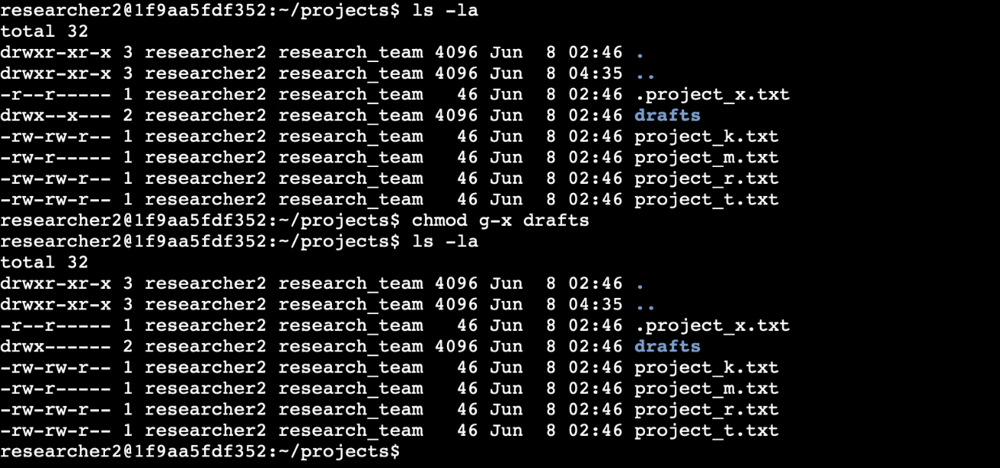 researcher2@1f9aa5fdf352:~/projects$ ls -la
total 32
drwxr-xr-x 3 researcher2 research_team 4096 Jun  8 02:46 .
drwxr-xr-x 3 researcher2 research_team 4096 Jun  8 04:35 ..
-r--r----- 1 researcher2 research_team   46 Jun  8 02:46 .project_x.txt
drwx--x--- 2 researcher2 research_team 4096 Jun  8 02:46 drafts
-rw-rw-r-- 1 researcher2 research_team   46 Jun  8 02:46 project_k.txt
-rw-r----- 1 researcher2 research_team   46 Jun  8 02:46 project_m.txt
-rw-rw-r-- 1 researcher2 research_team   46 Jun  8 02:46 project_r.txt
-rw-rw-r-- 1 researcher2 research_team   46 Jun  8 02:46 project_t.txt
researcher2@1f9aa5fdf352:~/projects$ chmod g-x drafts
researcher2@1f9aa5fdf352:~/projects$ ls -la
total 32
drwxr-xr-x 3 researcher2 research_team 4096 Jun  8 02:46 .
drwxr-xr-x 3 researcher2 research_team 4096 Jun  8 04:35 ..
-r--r----- 1 researcher2 research_team   46 Jun  8 02:46 .project_x.txt
drwx------ 2 researcher2 research_team 4096 Jun  8 02:46 drafts
-rw-rw-r-- 1 researcher2 research_team   46 Jun  8 02:46 project_k.txt
-rw-r----- 1 researcher2 research_team   46 Jun  8 02:46 project_m.txt
-rw-rw-r-- 1 researcher2 research_team   46 Jun  8 02:46 project_r.txt
-rw-rw-r-- 1 researcher2 research_team   46 Jun  8 02:46 project_t.txt
researcher2@1f9aa5fdf352:~/projects$